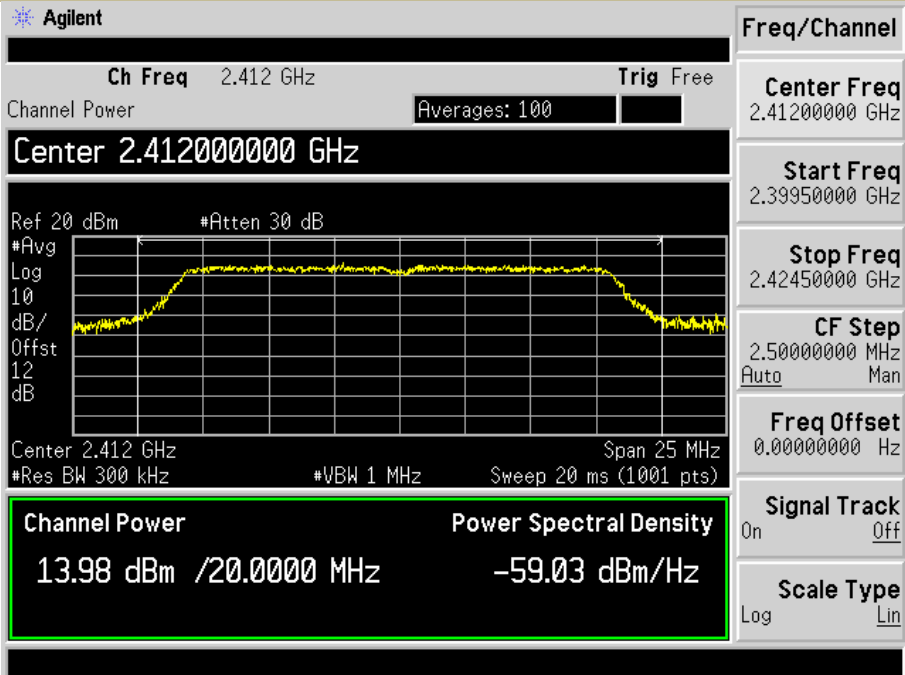 Agilent
Freq/Channel
Ch Freq 2.412 GHz Trig Free
Channel Power Averages: 100
Center 2.412000000 GHz
Ref 20 dBm #Atten 30 dB
#Avg
Log
10
dB/
Offst
12
dB
Center 2.412 GHz Span 25 MHz
#Res BW 300 kHz #VBW 1 MHz Sweep 20 ms (1001 pts)
Channel Power Power Spectral Density
13.98 dBm /20.0000 MHz -59.03 dBm/Hz
Center Freq
2.41200000 GHz
Start Freq
2.39950000 GHz
Stop Freq
2.42450000 GHz
CF Step
2.50000000 MHz
Auto Man
Freq Offset
0.00000000 Hz
Signal Track
On Off
Scale Type
Log Lin